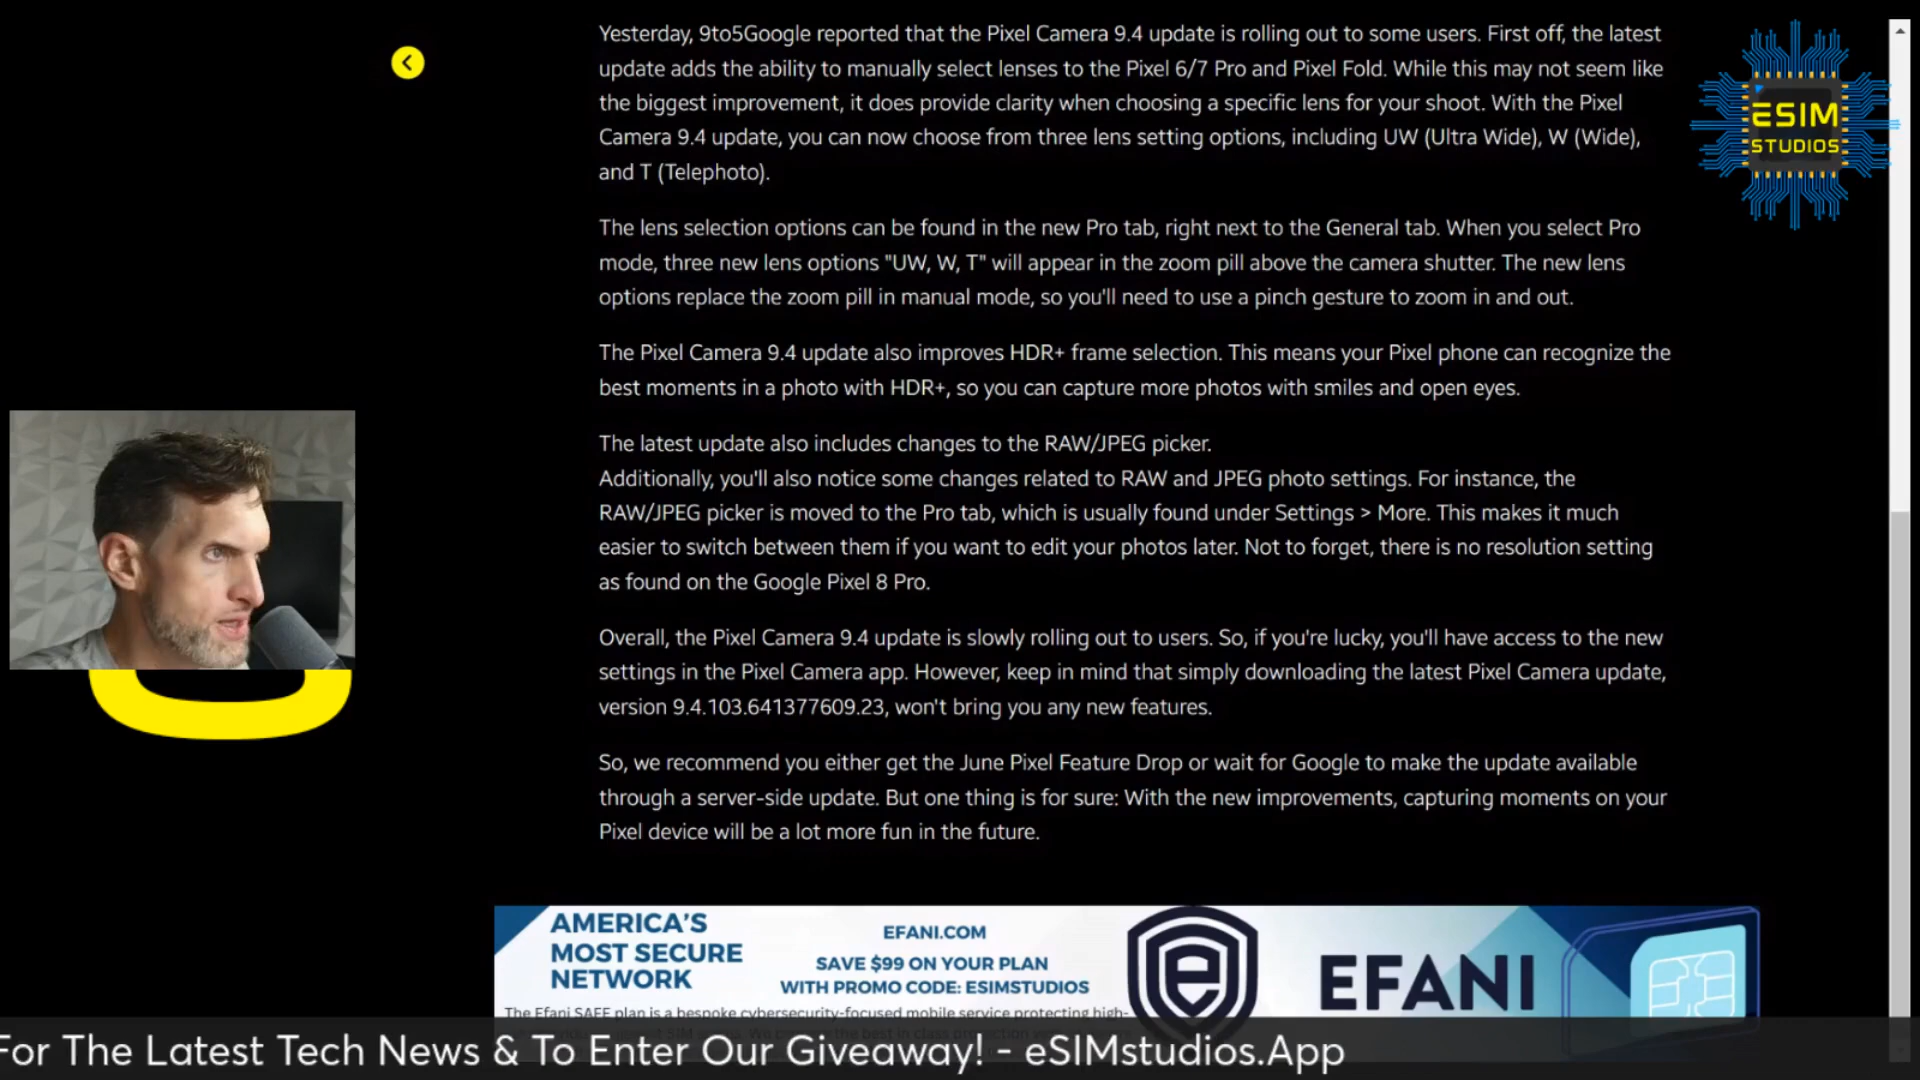 Yesterday, 9to5Google reported that the Pixel Camera 9.4 update is rolling out to some users. First off, the latest
update adds the ability to manually select lenses to the Pixel 6/7 Pro and Pixel Fold. While this may not seem like
the biggest improvement, it does provide clarity when choosing a specific lens for your shoot. With the Pixel
Camera 9.4 update, you can now choose from three lens setting options, including UW (Ultra Wide), W (Wide),
and T (Telephoto).
ESIM
STUDIOS
The lens selection options can be found in the new Pro tab, right next to the General tab. When you select Pro
mode, three new lens options "UW, W, T" will appear in the zoom pill above the camera shutter. The new lens
options replace the zoom pill in manual mode, so you'll need to use a pinch gesture to zoom in and out.
The Pixel Camera 9.4 update also improves HDR+ frame selection. This means your Pixel phone can recognize the
best moments in a photo with HDR+, so you can capture more photos with smiles and open eyes.
The latest update also includes changes to the RAW/JPEG picker.
Additionally, you'll also notice some changes related to RAW and JPEG photo settings. For instance, the
RAW/JPEG picker is moved to the Pro tab, which is usually found under Settings > More. This makes it much
easier to switch between them if you want to edit your photos later. Not to forget, there is no resolution setting
as found on the Google Pixel 8 Pro.
Overall, the Pixel Camera 9.4 update is slowly rolling out to users. So, if you're lucky, you'll have access to the new
settings in the Pixel Camera app. However, keep in mind that simply downloading the latest Pixel Camera update,
version 9.4.103.641377609.23, won't bring you any new features.
So, we recommend you either get the June Pixel Feature Drop or wait for Google to make the update available
through a server-side update. But one thing is for sure: With the new improvements, capturing moments on your
Pixel device will be a lot more fun in the future.
AMERICA'S
MOST SECURE
NETWORK
EFANI.COM
SAVE $99 ON YOUR PLAN
WITH PROMO CODE: ESIMSTUDIOS
e
EFANI
The Efani SAFE plan is a bespoke cybersecurity-focused mobile service protecting high-
For The Latest Tech News & To Enter Our Giveaway! - eSIMstudios.App